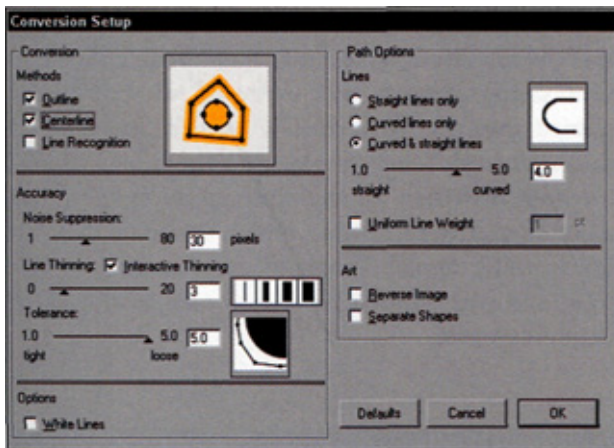 Conversion Setup
Conversion
Methods
Outline
Centerline
Line Recognition
Accuracy
Noise Suppression:
1 80 30 pixels
Line Thinning: Interactive Thinning
0 20 3
Tolerance:
1.0 5.0 5.0
tight loose
Options
White Lines
Path Options
Lines
Straight lines only
Curved lines only
Curved & straight lines
1.0 5.0 4.0
straight curved
Uniform Line Weight 1 pt
Art
Reverse Image
Separate Shapes
Defaults Cancel OK